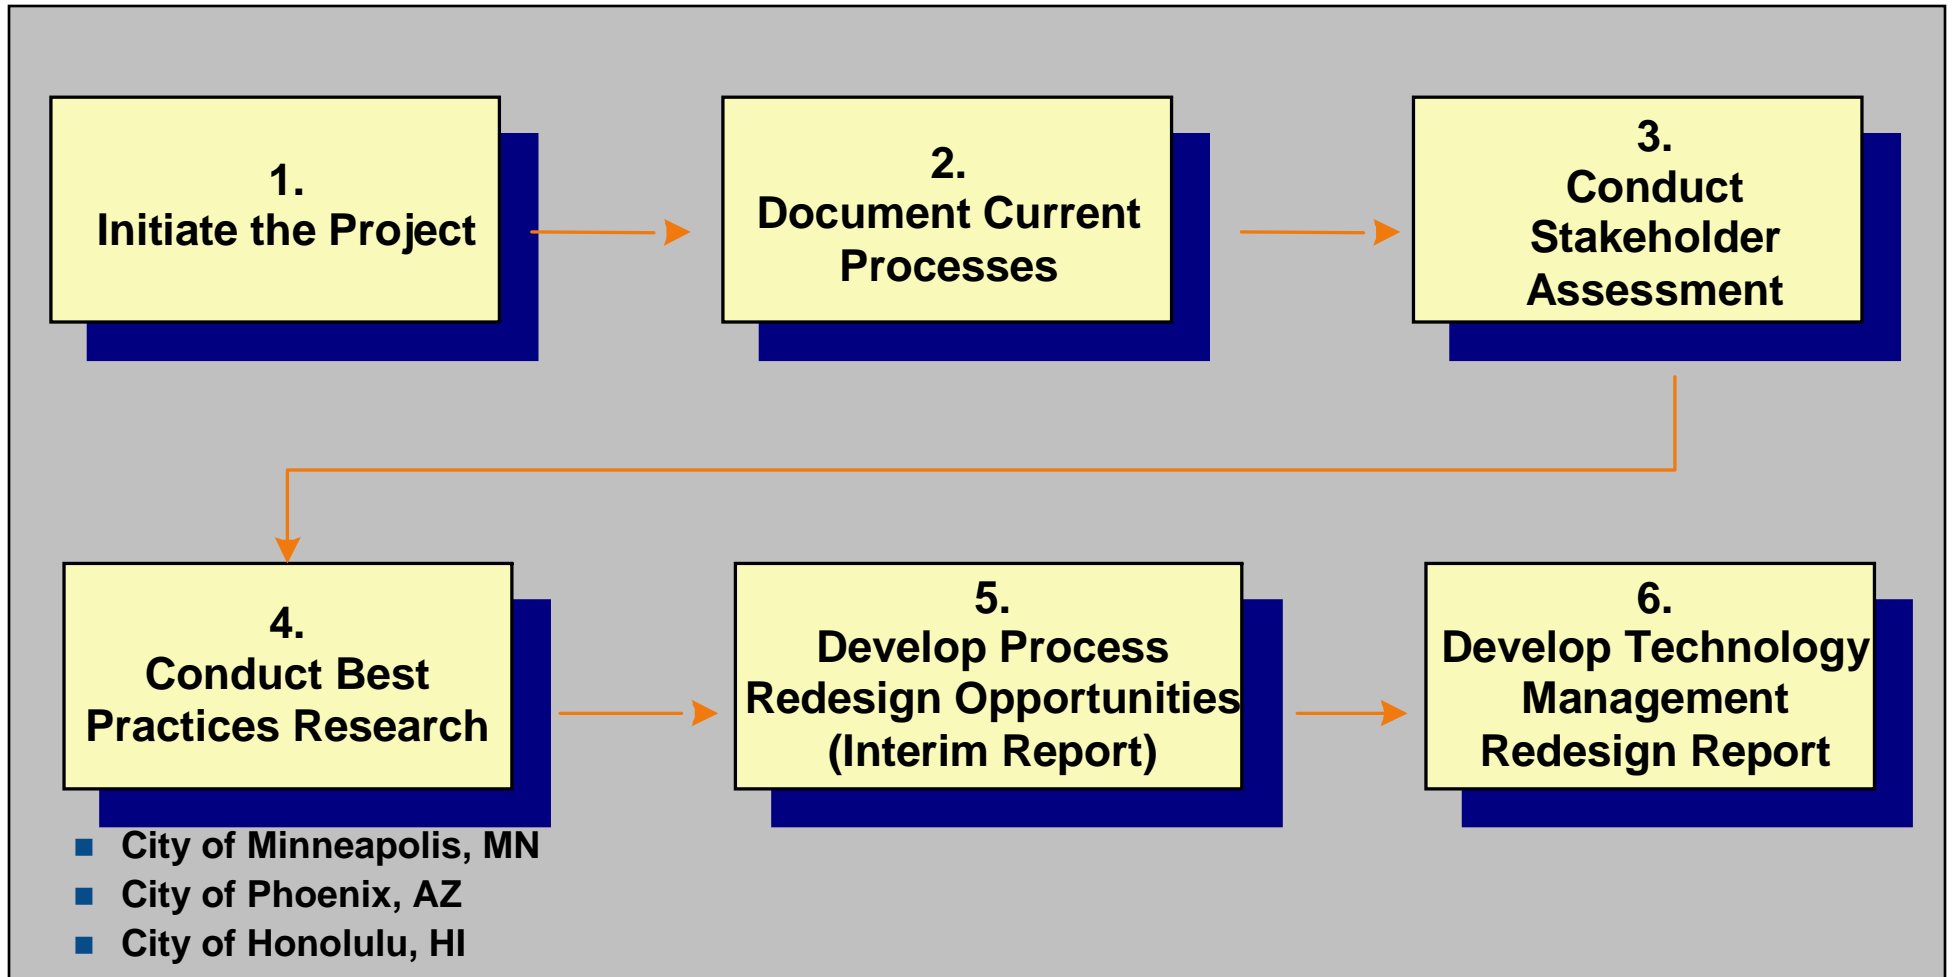 1.
Initiate the Project
2.
Document Current
Processes
3.
Conduct
Stakeholder
Assessment
4.
Conduct Best
Practices Research
5.
Develop Process
Redesign Opportunities
(Interim Report)
6.
Develop Technology
Management
Redesign Report
City of Minneapolis, MN
City of Phoenix, AZ
City of Honolulu, HI